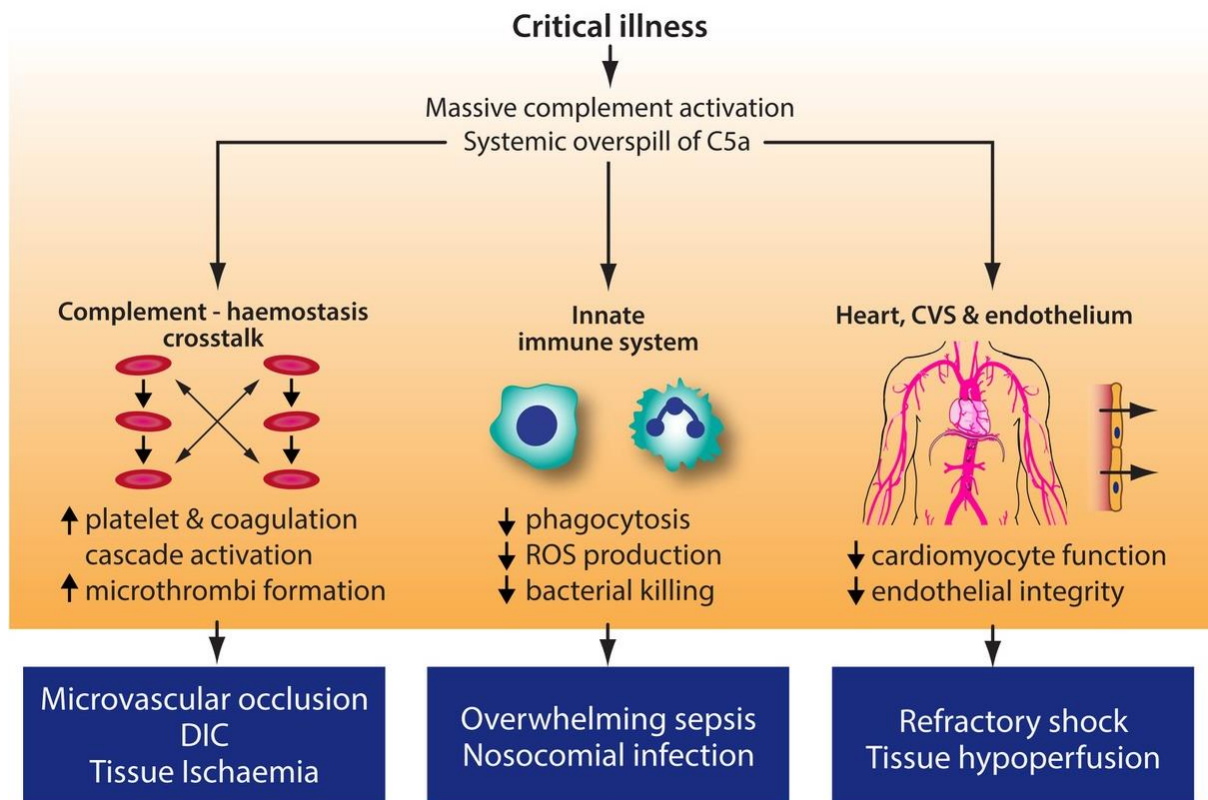 Critical illness
Massive complement activation
Systemic overspill of C5a
Complement - haemostasis
crosstalk
platelet & coagulation
cascade activation
microthrombi formation
Microvascular occlusion
DIC
Tissue Ischaemia
Innate
immune system
phagocytosis
ROS production
bacterial killing
Overwhelming sepsis
Nosocomial infection
Heart, CVS & endothelium
cardiomyocyte function
endothelial integrity
Refractory shock
Tissue hypoperfusion